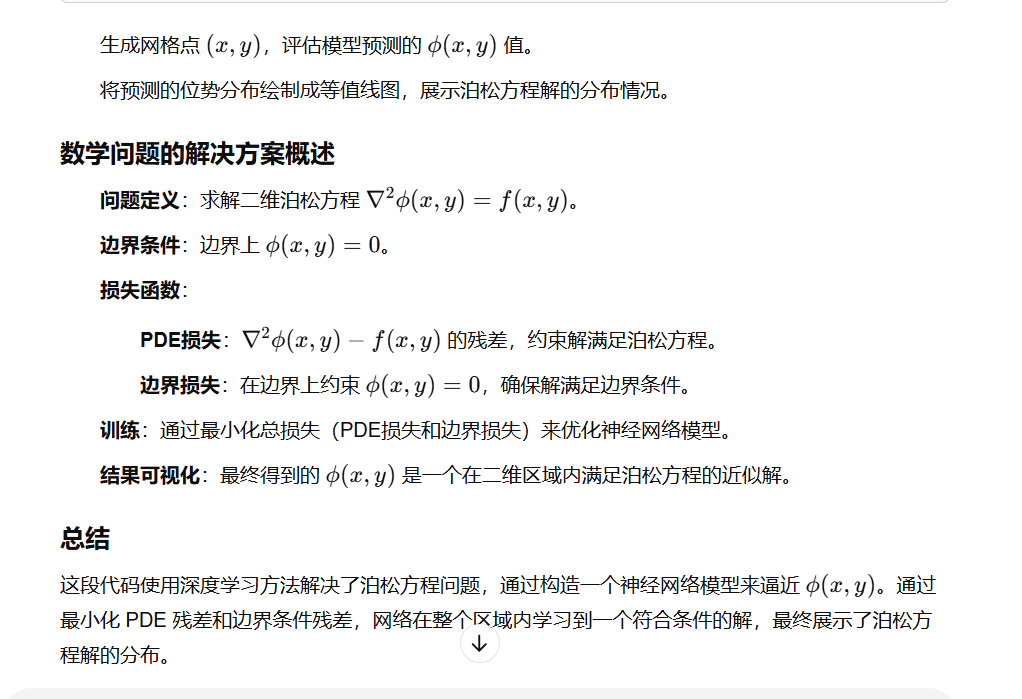 生成网格点 (x, y)，评估模型预测的 ϕ(x, y) 值。
将预测的位势分布绘制成等值线图，展示泊松方程解的分布情况。
数学问题的解决方案概述
问题定义：求解二维泊松方程 ∇²ϕ(x, y) = f(x, y)。
边界条件：边界上 ϕ(x, y) = 0。
损失函数：
PDE损失：∇²ϕ(x, y) − f(x, y) 的残差，约束解满足泊松方程。
边界损失：在边界上约束 ϕ(x, y) = 0，确保解满足边界条件。
训练：通过最小化总损失（PDE损失和边界损失）来优化神经网络模型。
结果可视化：最终得到的 ϕ(x, y) 是一个在二维区域内满足泊松方程的近似解。
总结
这段代码使用深度学习方法解决了泊松方程问题，通过构造一个神经网络模型来逼近 ϕ(x, y)。通过
最小化 PDE 残差和边界条件残差，网络在整个区域内学习到一个符合条件的解，最终展示了泊松方
程解的分布。